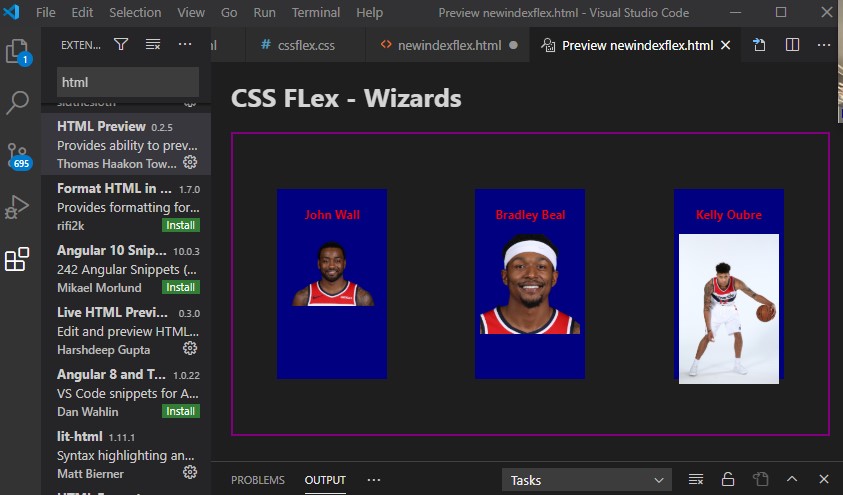 File Edit Selection View Go Run Terminal Help Preview newindexflex.html - Visual Studio Code
EXTEN...
cssflex.css newindexflex.html Preview newindexflex.html
1
html
695
HTML Preview 0.2.5
Provides ability to prev...
Thomas Haakon Tow...
Format HTML in ... 1.7.0
Provides formatting for...
rifi2k Install
Angular 10 Snip... 10.0.3
242 Angular Snippets (...
Mikael Morlund Install
Live HTML Previ... 0.3.0
Edit and preview HTML...
Harshdeep Gupta
Angular 8 and T... 1.0.22
VS Code snippets for A...
Dan Wahlin Install
lit-html 1.11.1
Syntax highlighting an...
Matt Bierner
CSS FLex - Wizards
John Wall
Bradley Beal
Kelly Oubre
PROBLEMS OUTPUT ... Tasks